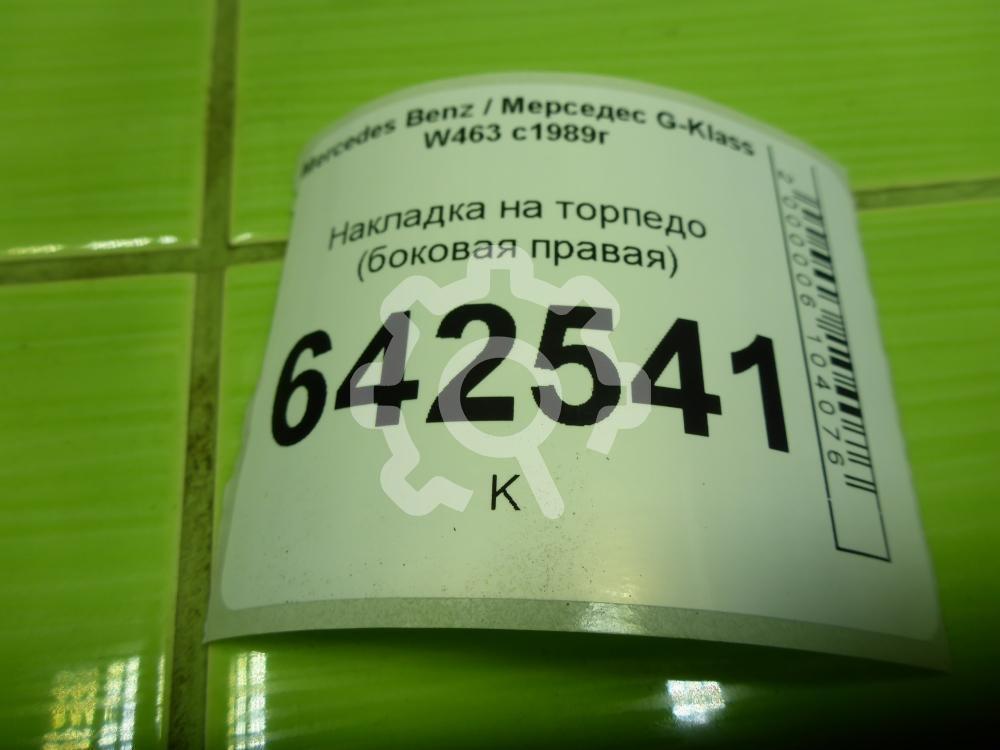 Mercedes Benz / Мерседес G-Klass
W463 с1989г
Накладка на торпедо
(боковая правая)
642541
К
2000006104076